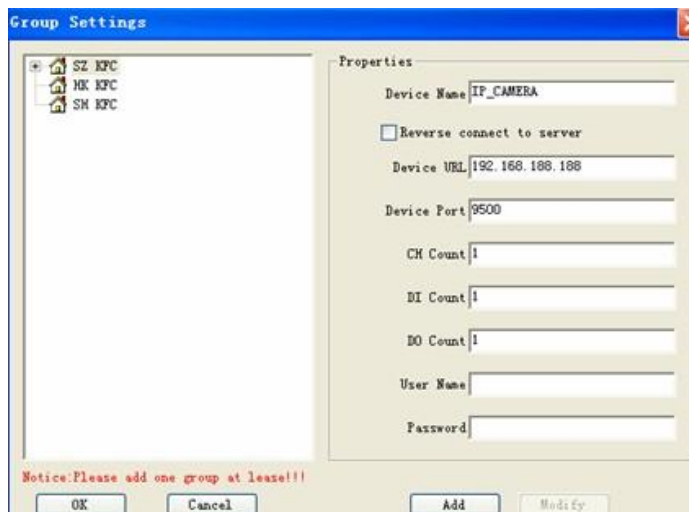 Group Settings
SZ KFC
HK KFC
SH KFC
Properties
Device Name IP_CAMERA
Reverse connect to server
Device URL 192.168.188.188
Device Port 9500
CH Count 1
DI Count 1
DO Count 1
User Name
Password
Notice:Please add one group at lease!!!
OK Cancel Add Modify